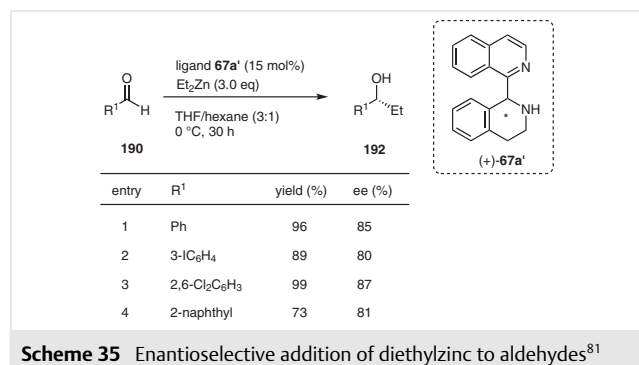 O
R¹ H
190
ligand 67a' (15 mol%)
Et₂Zn (3.0 eq)
THF/hexane (3:1)
0 °C, 30 h
OH
R¹ Et
192
N
NH
*
(+)-67a'
entry R¹ yield (%) ee (%)
1 Ph 96 85
2 3-IC₆H₄ 89 80
3 2,6-Cl₂C₆H₃ 99 87
4 2-naphthyl 73 81
Scheme 35 Enantioselective addition of diethylzinc to aldehydes⁸¹